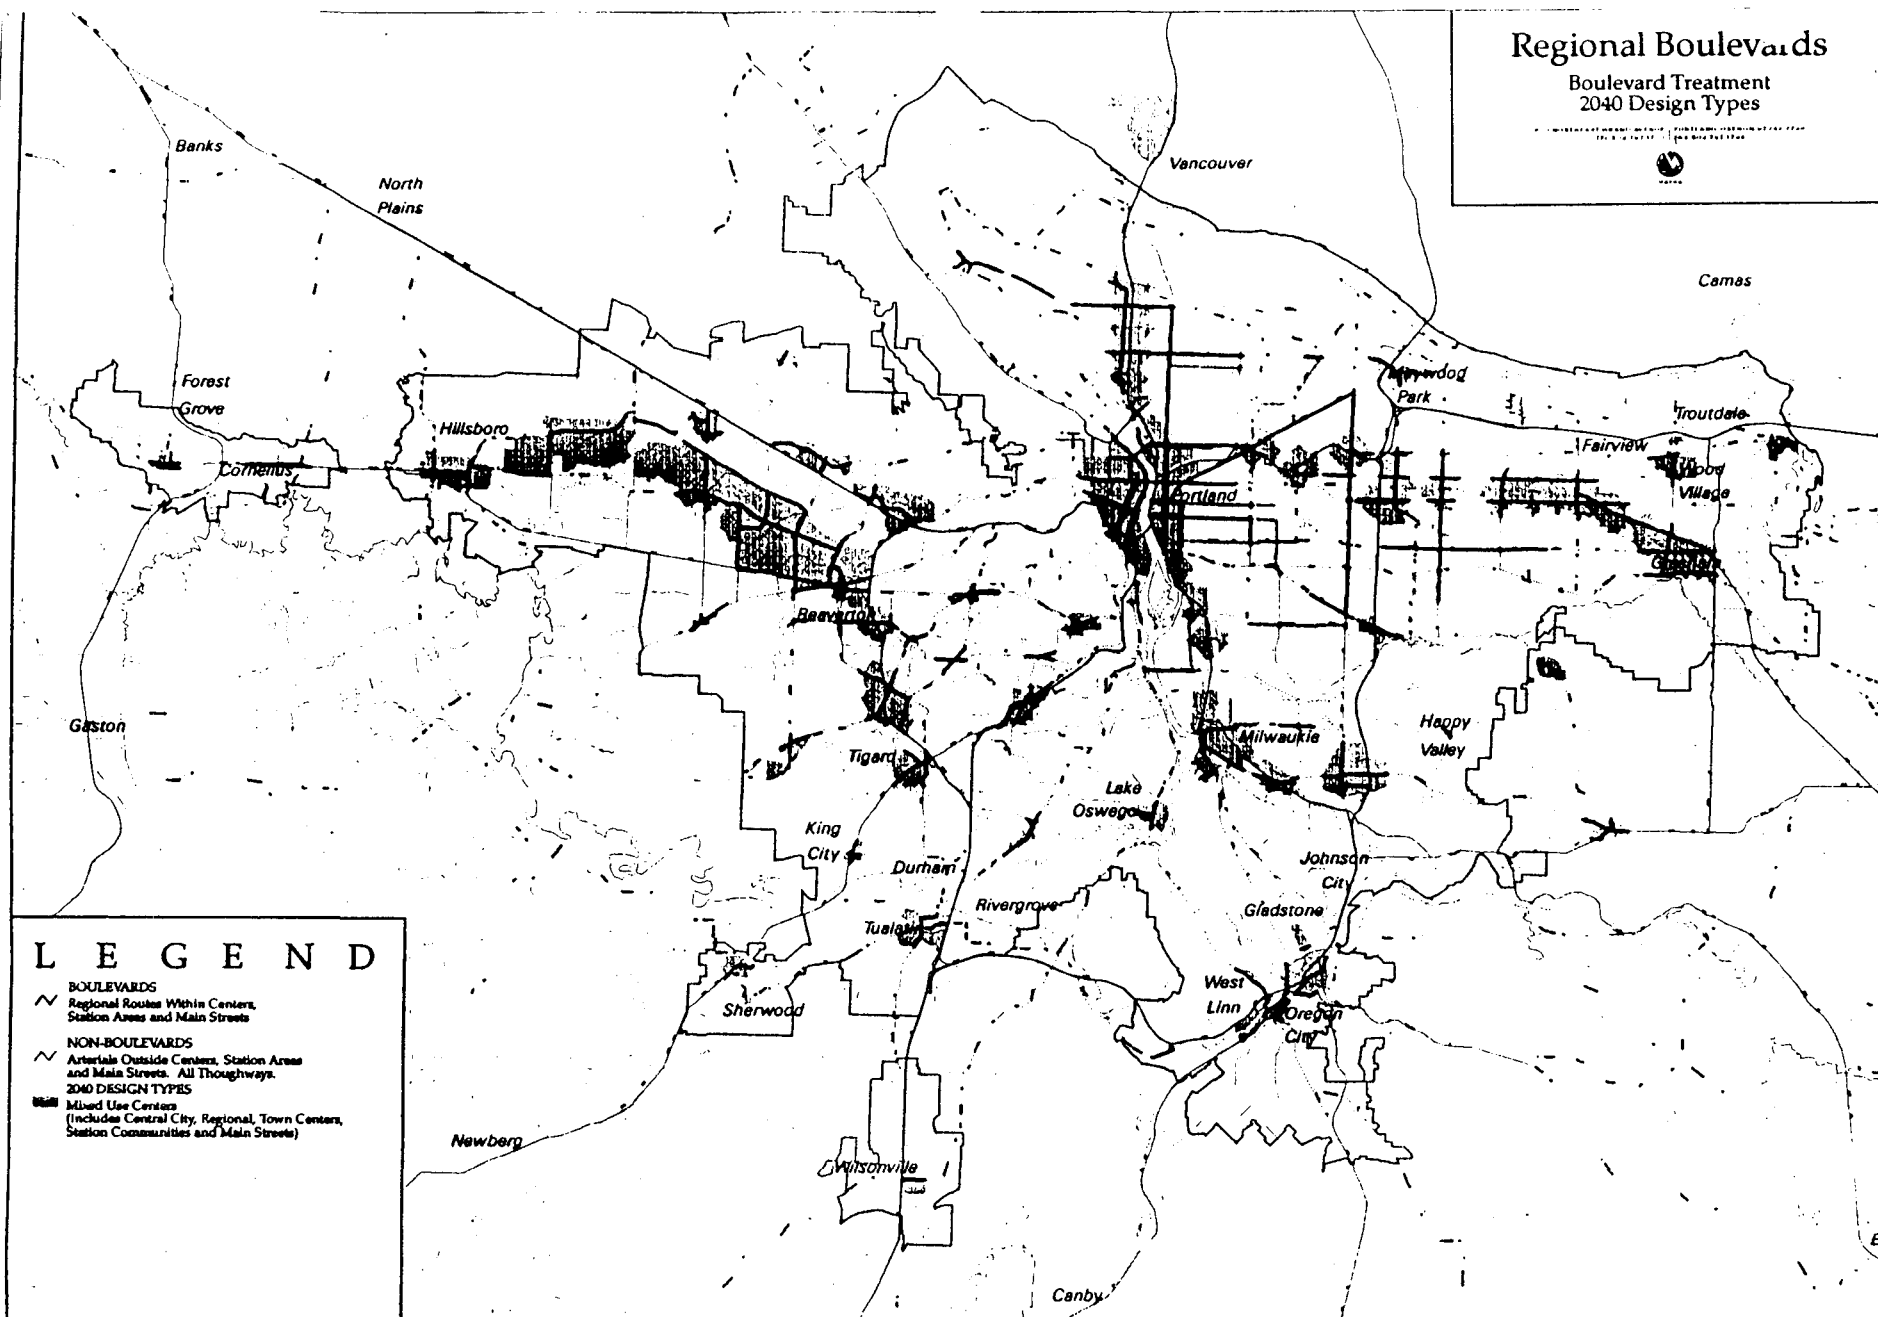 Regional Boulevards
Boulevard Treatment
2040 Design Types
METRO
Banks
North
Plains
Vancouver
Camas
Forest
Grove
Hillsboro
Cornelius
Maywood
Park
Troutdale
Fairview
Wood
Village
Portland
Gresham
Beaverton
Gaston
Tigard
Milwaukie
Happy
Valley
Lake
Oswego
King
City
Durham
Johnson
City
Rivergrove
Gladstone
Tualatin
West
Linn
Sherwood
Oregon
City
Newberg
Wilsonville
Canby
E
LEGEND
BOULEVARDS
Regional Routes Within Centers,
Station Areas and Main Streets
NON-BOULEVARDS
Arterials Outside Centers, Station Areas
and Main Streets. All Thoughways.
2040 DESIGN TYPES
Mixed Use Centers
(Includes Central City, Regional, Town Centers,
Station Communities and Main Streets)